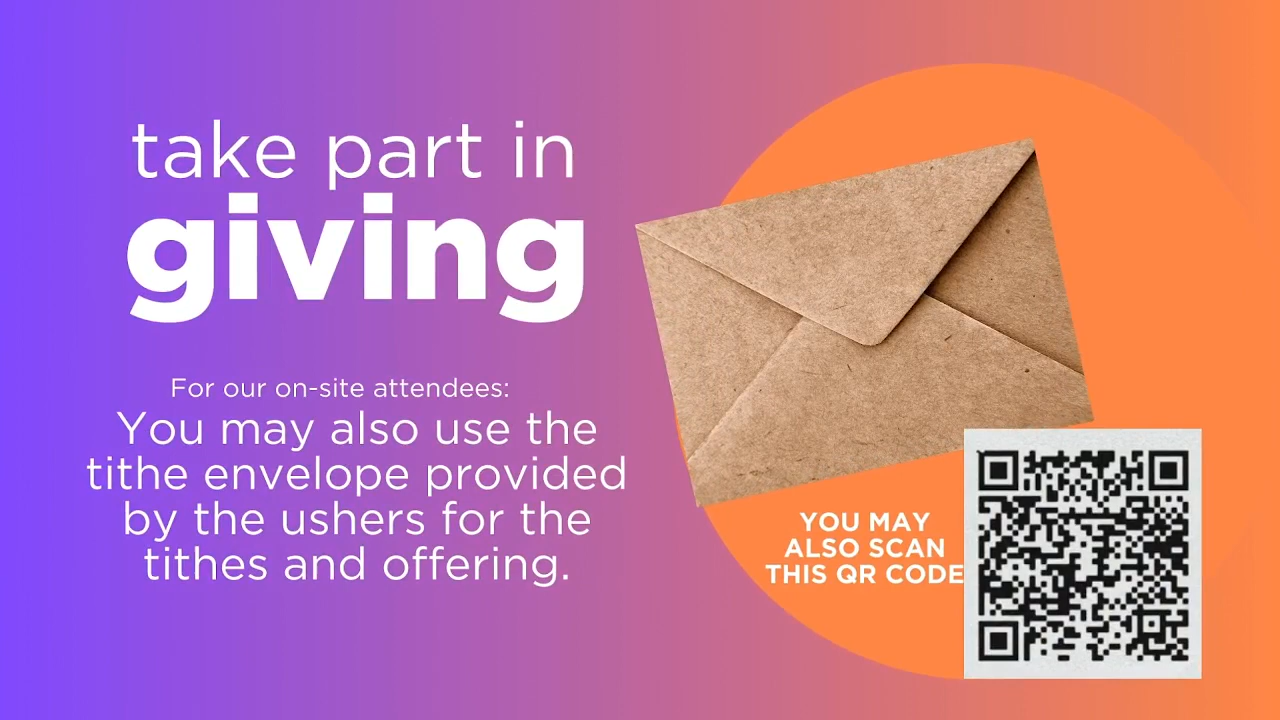 take part in
giving
For our on-site attendees:
You may also use the
tithe envelope provided
by the ushers for the
tithes and offering.
YOU MAY
ALSO SCAN
THIS QR CODE